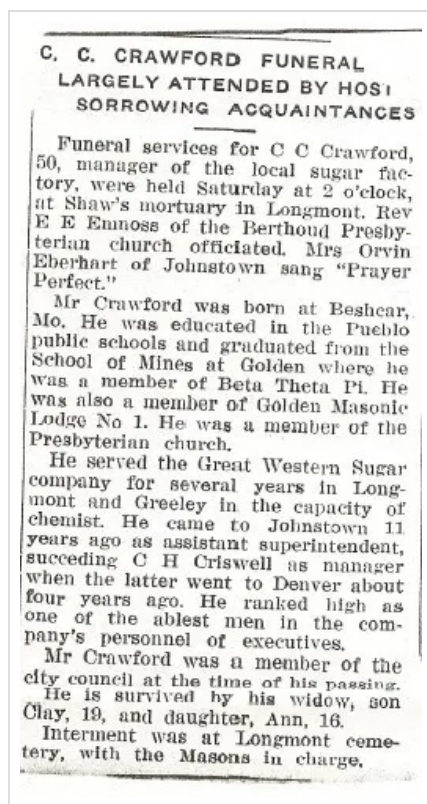 C. C. CRAWFORD FUNERAL
LARGELY ATTENDED BY HOST
SORROWING ACQUAINTANCES
Funeral services for C C Crawford,
50, manager of the local sugar fac-
tory, were held Saturday at 2 o'clock,
at Shaw's mortuary in Longmont. Rev
E E Emnoss of the Berthoud Presby-
terian church officiated. Mrs Orvin
Eberhart of Johnstown sang "Prayer
Perfect."
Mr Crawford was born at Beshcar,
Mo. He was educated in the Pueblo
public schools and graduated from the
School of Mines at Golden where he
was a member of Beta Theta Pi. He
was also a member of Golden Masonic
Lodge No 1. He was a member of the
Presbyterian church.
He served the Great Western Sugar
company for several years in Long-
mont and Greeley in the capacity of
chemist. He came to Johnstown 11
years ago as assistant superintendent,
succeding C H Criswell as manager
when the latter went to Denver about
four years ago. He ranked high as
one of the ablest men in the com-
pany's personnel of executives.
Mr Crawford was a member of the
city council at the time of his passing.
He is survived by his widow, son
Clay, 19, and daughter, Ann, 16.
Interment was at Longmont ceme-
tery, with the Masons in charge.